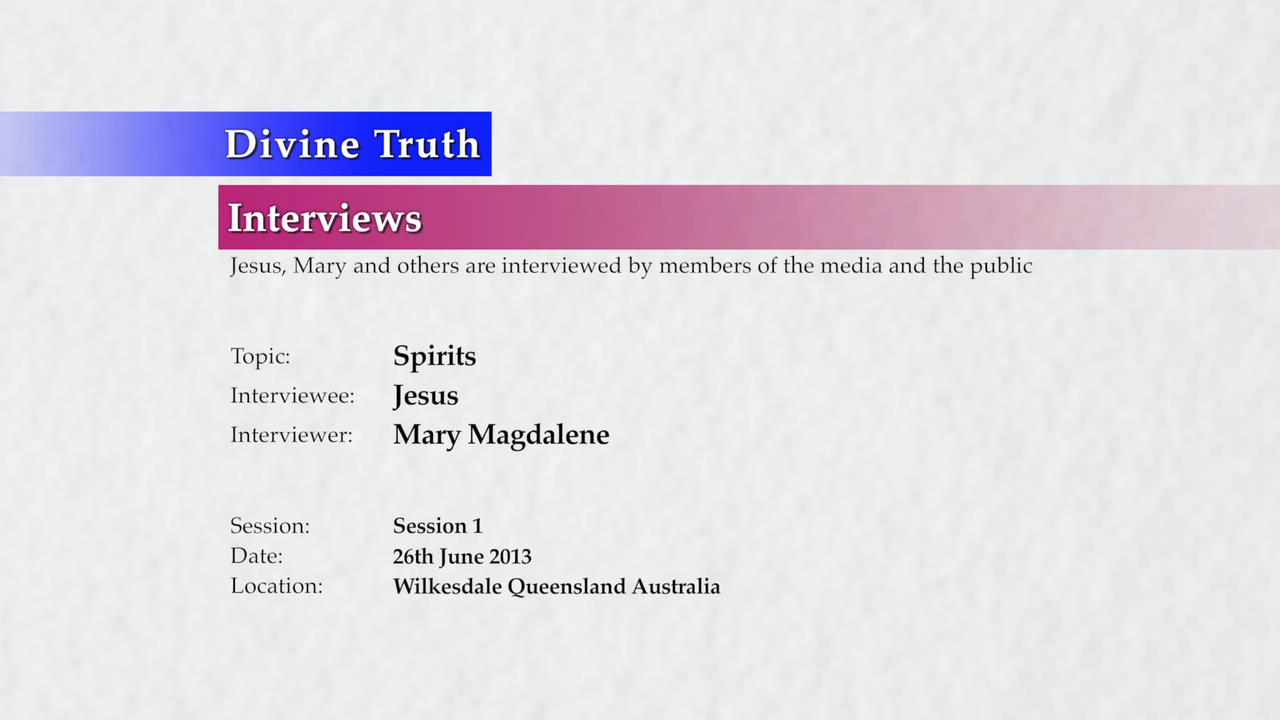 Divine Truth
Interviews
Jesus, Mary and others are interviewed by members of the media and the public
Topic: Spirits
Interviewee: Jesus
Interviewer: Mary Magdalene
Session: Session 1
Date: 26th June 2013
Location: Wilkesdale Queensland Australia